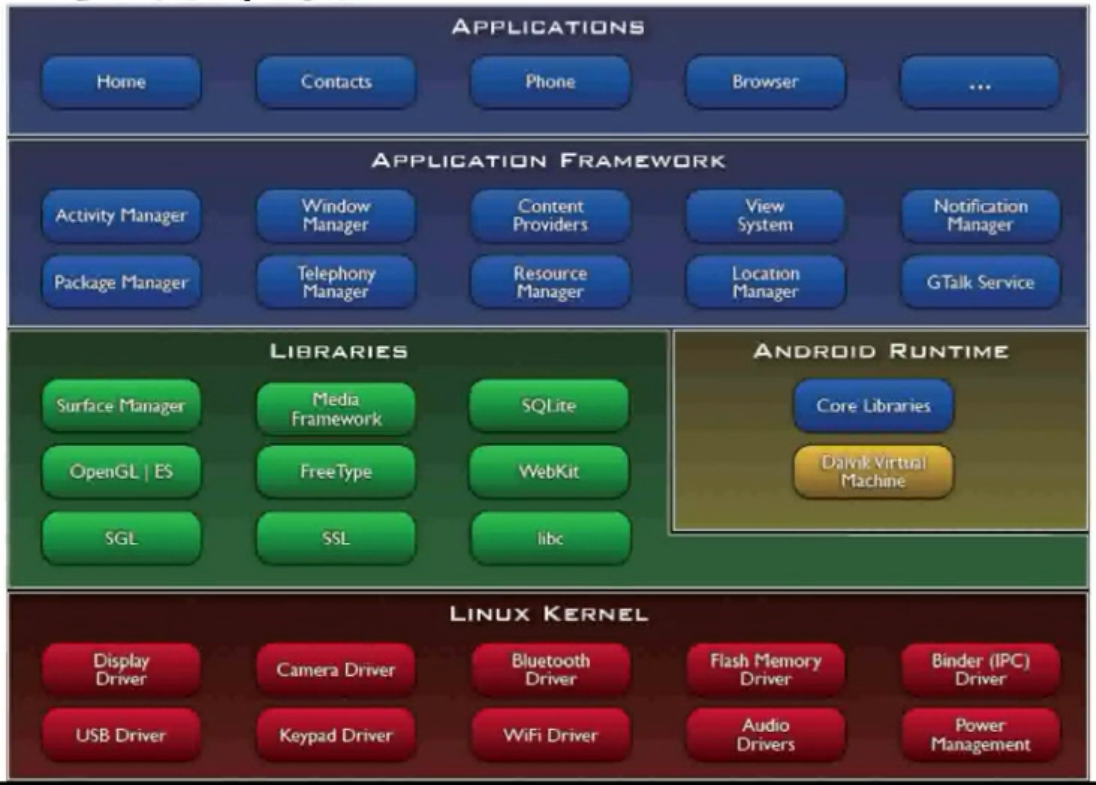 APPLICATIONS
Home
Contacts
Phone
Browser
...
APPLICATION FRAMEWORK
Activity Manager
Window
Manager
Content
Providers
View
System
Notification
Manager
Package Manager
Telephony
Manager
Resource
Manager
Location
Manager
GTalk Service
LIBRARIES
Surface Manager
Media
Framework
SQLite
OpenGL | ES
FreeType
WebKit
SGL
SSL
libc
ANDROID RUNTIME
Core Libraries
Dalvik Virtual
Machine
LINUX KERNEL
Display
Driver
Camera Driver
Bluetooth
Driver
Flash Memory
Driver
Binder (IPC)
Driver
USB Driver
Keypad Driver
WiFi Driver
Audio
Drivers
Power
Management